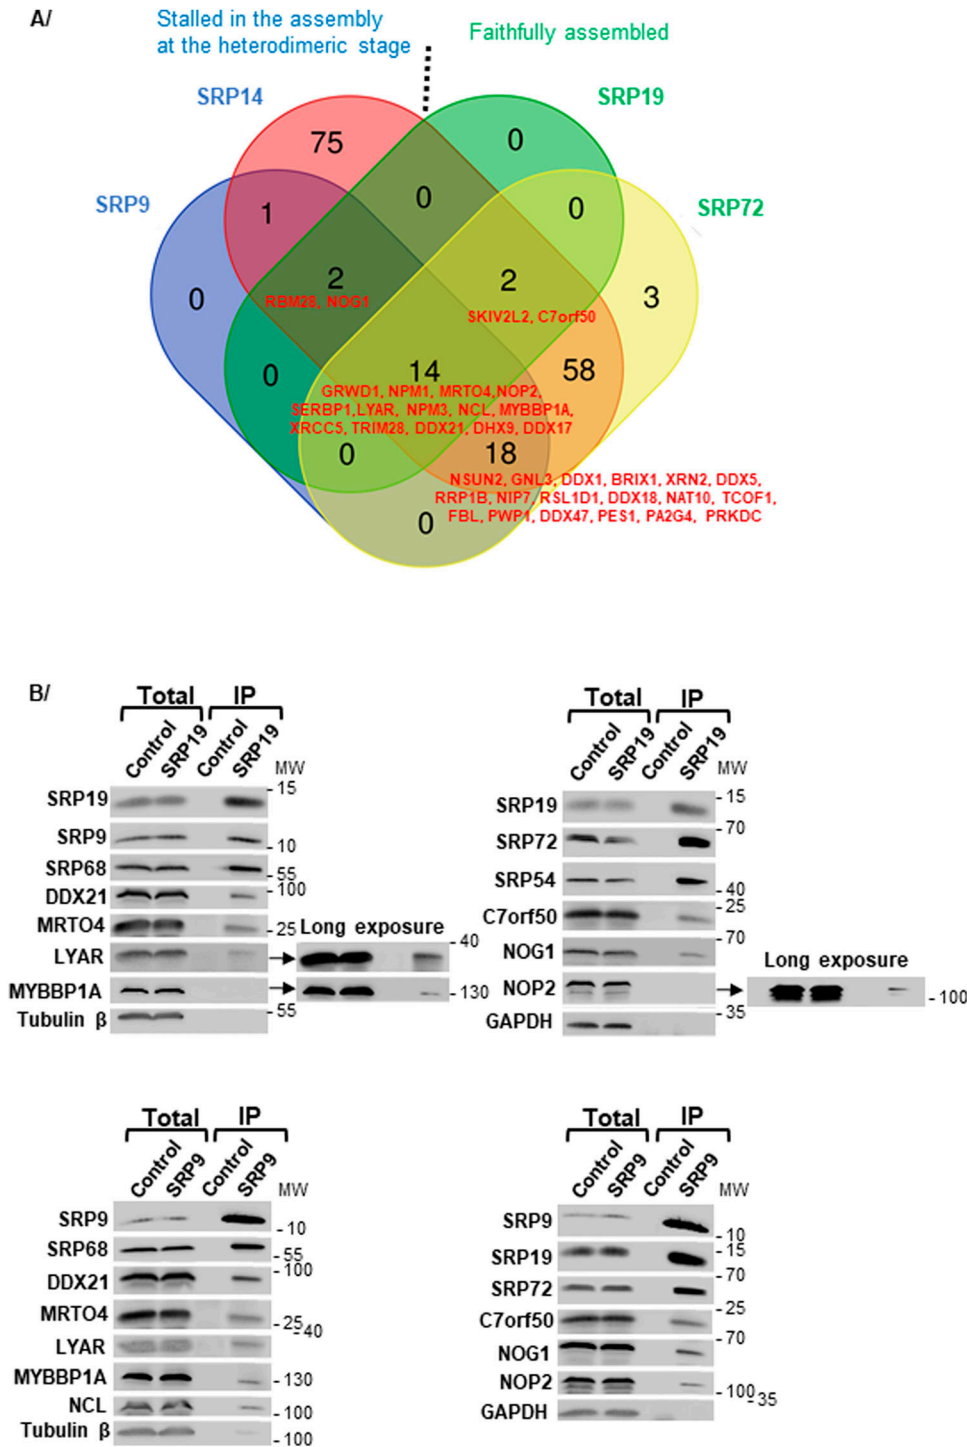 A/
Stalled in the assembly
at the heterodimeric stage
Faithfully assembled
SRP14
SRP19
SRP9
SRP72
75
0
1
0
0
0
2
2
3
RBM28, NOG1
SKIV2L2, C7orf50
0
14
58
GRWD1, NPM1, MRTO4,NOP2,
SERBP1,LYAR, NPM3, NCL, MYBBP1A,
XRCC5, TRIM28, DDX21, DHX9, DDX17
0
18
NSUN2, GNL3, DDX1, BRIX1, XRN2, DDX5,
RRP1B, NIP7, RSL1D1, DDX18, NAT10, TCOF1,
FBL, PWP1, DDX47, PES1, PA2G4, PRKDC
0
B/
Total IP
Control SRP19 Control SRP19 MW
SRP19 - 15
SRP9 - 10
SRP68 - 55
DDX21 - 100
MRTO4 - 25
Long exposure
LYAR - 40
MYBBP1A - 130
Tubulin β - 55
Total IP
Control SRP19 Control SRP19 MW
SRP19 - 15
SRP72 - 70
SRP54 - 40
C7orf50 - 25
NOG1 - 70
Long exposure
NOP2 - 100
GAPDH - 35
Total IP
Control SRP9 Control SRP9 MW
SRP9 - 10
SRP68 - 55
DDX21 - 100
MRTO4 - 25
LYAR - 40
MYBBP1A - 130
NCL - 100
Tubulin β - 100
Total IP
Control SRP9 Control SRP9 MW
SRP9 - 10
SRP19 - 15
SRP72 - 70
C7orf50 - 25
NOG1 - 70
NOP2 - 100
GAPDH - 35